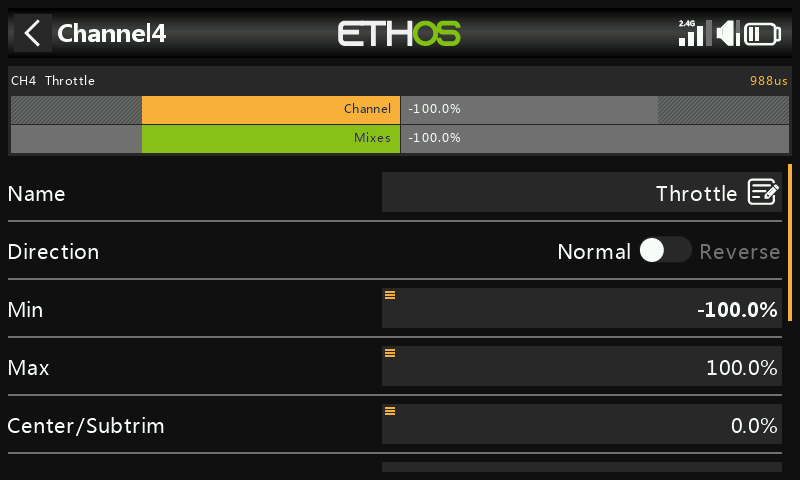 Channel4
ETHOS
2.4G
CH4 Throttle
988us
Channel -100.0%
Mixes -100.0%
Name Throttle
Direction Normal Reverse
Min -100.0%
Max 100.0%
Center/Subtrim 0.0%